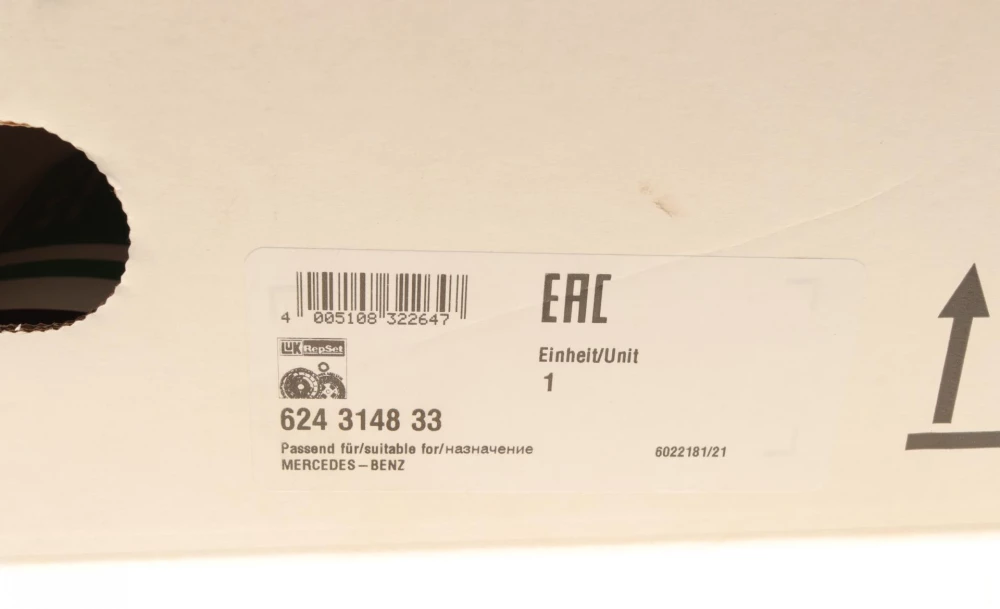 4 005108 322647
EAC
LuK RepSet
Einheit/Unit
1
624 3148 33
Passend für/suitable for/назначение
MERCEDES-BENZ
6022181/21